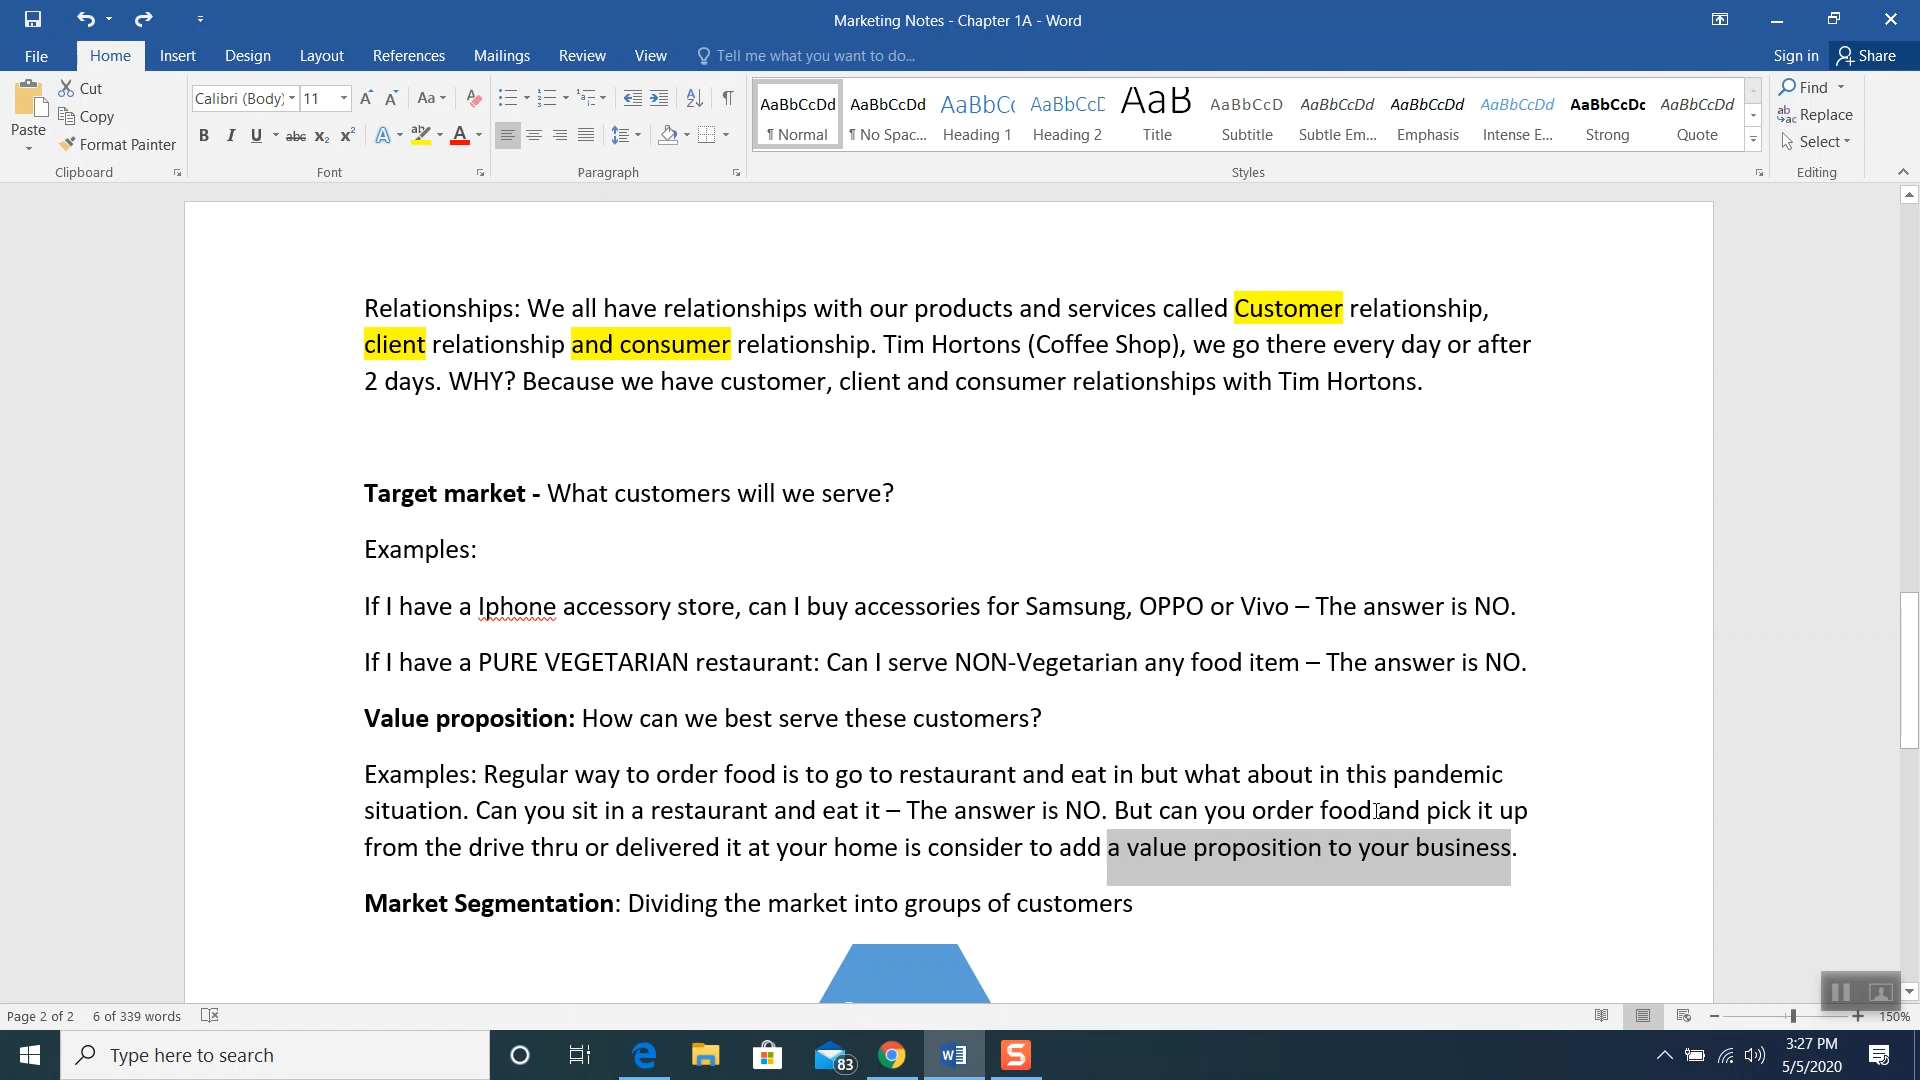 Marketing Notes - Chapter 1A - Word
File Home Insert Design Layout References Mailings Review View Tell me what you want to do... Sign in Share
Paste
Cut
Copy
Format Painter
Clipboard
Calibri (Body) 11
Font
Paragraph
AaBbCcDd AaBbCcDd AaBbC AaBbCcE AaB AaBbCcD AaBbCcDd AaBbCcDd AaBbCcDd AaBbCcDc AaBbCcDd
¶ Normal ¶ No Spac... Heading 1 Heading 2 Title Subtitle Subtle Em... Emphasis Intense E... Strong Quote
Styles
Find
Replace
Select
Editing
Relationships: We all have relationships with our products and services called Customer relationship,
client relationship and consumer relationship. Tim Hortons (Coffee Shop), we go there every day or after
2 days. WHY? Because we have customer, client and consumer relationships with Tim Hortons.
Target market - What customers will we serve?
Examples:
If I have a Iphone accessory store, can I buy accessories for Samsung, OPPO or Vivo – The answer is NO.
If I have a PURE VEGETARIAN restaurant: Can I serve NON-Vegetarian any food item – The answer is NO.
Value proposition: How can we best serve these customers?
Examples: Regular way to order food is to go to restaurant and eat in but what about in this pandemic
situation. Can you sit in a restaurant and eat it – The answer is NO. But can you order food and pick it up
from the drive thru or delivered it at your home is consider to add a value proposition to your business.
Market Segmentation: Dividing the market into groups of customers
Page 2 of 2 6 of 339 words 150%
Type here to search
83
3:27 PM
5/5/2020